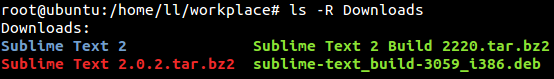 root@ubuntu:/home/ll/workplace# ls -R Downloads
Downloads:
Sublime Text 2 Sublime Text 2 Build 2220.tar.bz2
Sublime Text 2.0.2.tar.bz2 sublime-text_build-3059_i386.deb